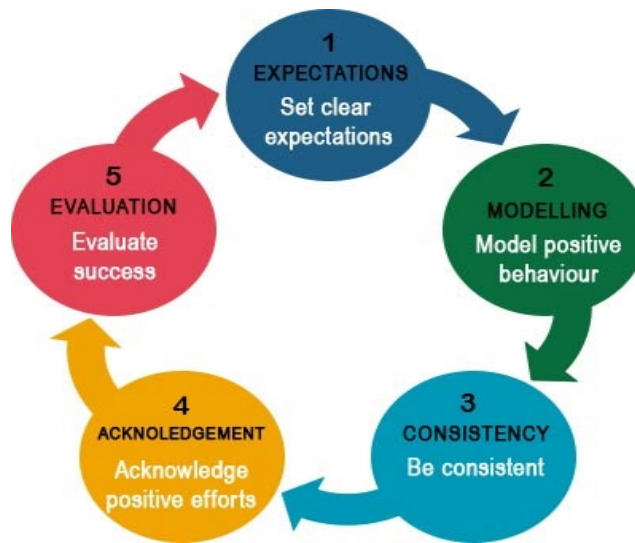 1
EXPECTATIONS
Set clear
expectations
2
MODELLING
Model positive
behaviour
3
CONSISTENCY
Be consistent
4
ACKNOLEDGEMENT
Acknowledge
positive efforts
5
EVALUATION
Evaluate
success